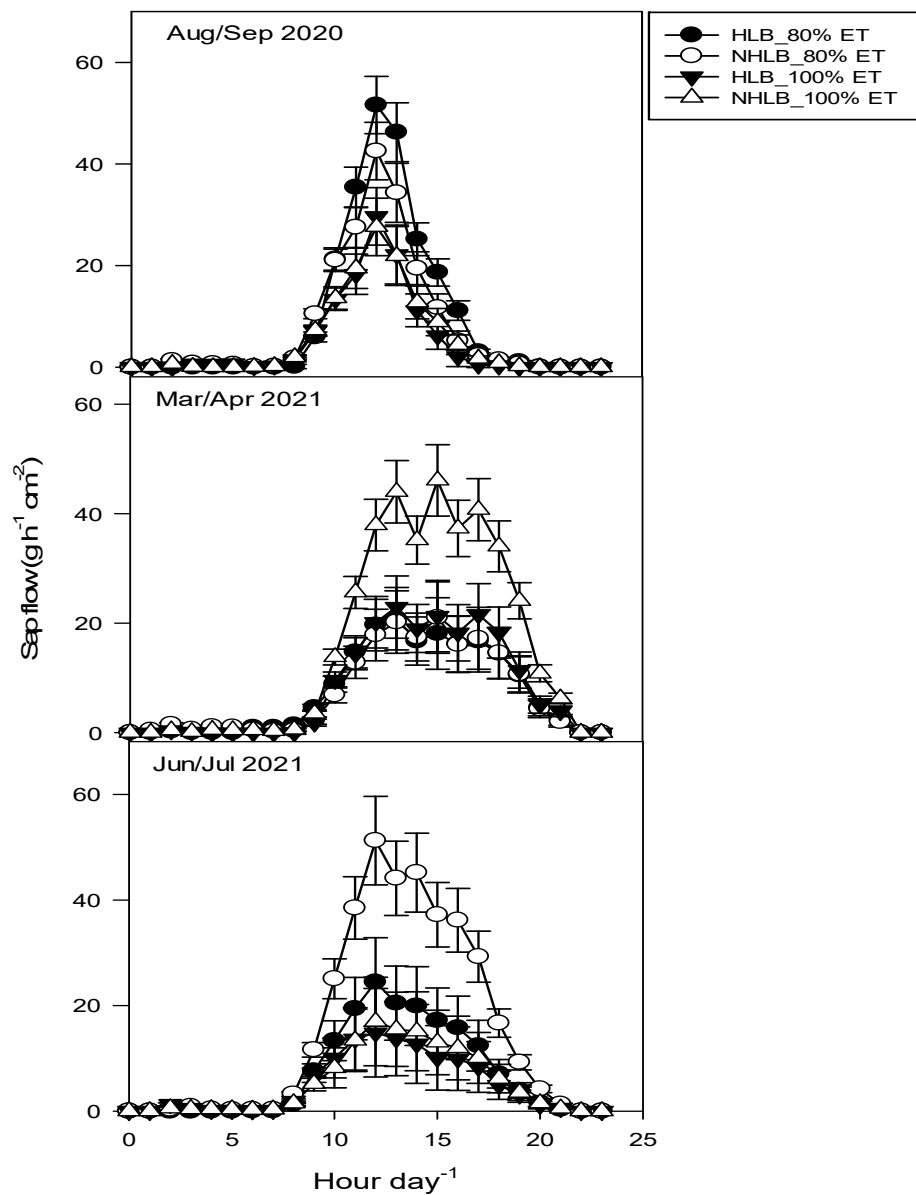 Aug/Sep 2020
HLB_80% ET
NHLB_80% ET
HLB_100% ET
NHLB_100% ET
60
40
20
0
Mar/Apr 2021
60
40
20
0
Sapflow(g h⁻¹ cm⁻²)
Jun/Jul 2021
60
40
20
0
0 5 10 15 20 25
Hour day⁻¹